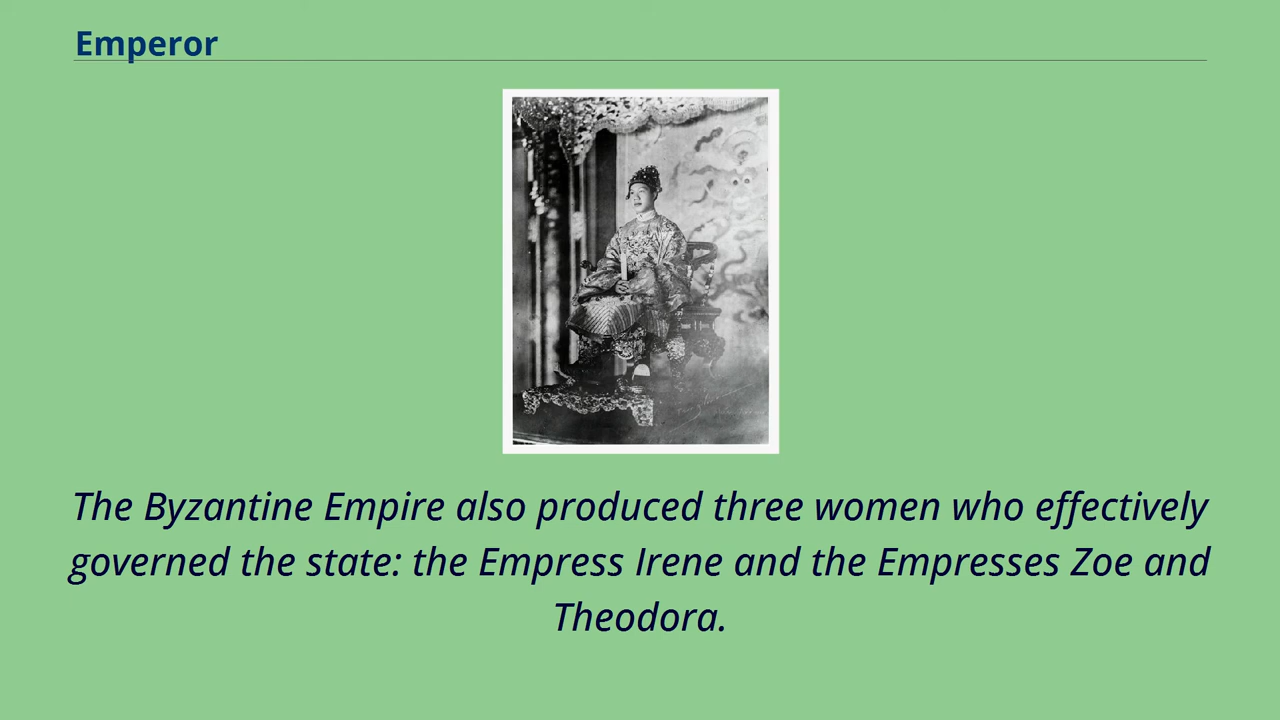 Emperor
The Byzantine Empire also produced three women who effectively
governed the state: the Empress Irene and the Empresses Zoe and
Theodora.